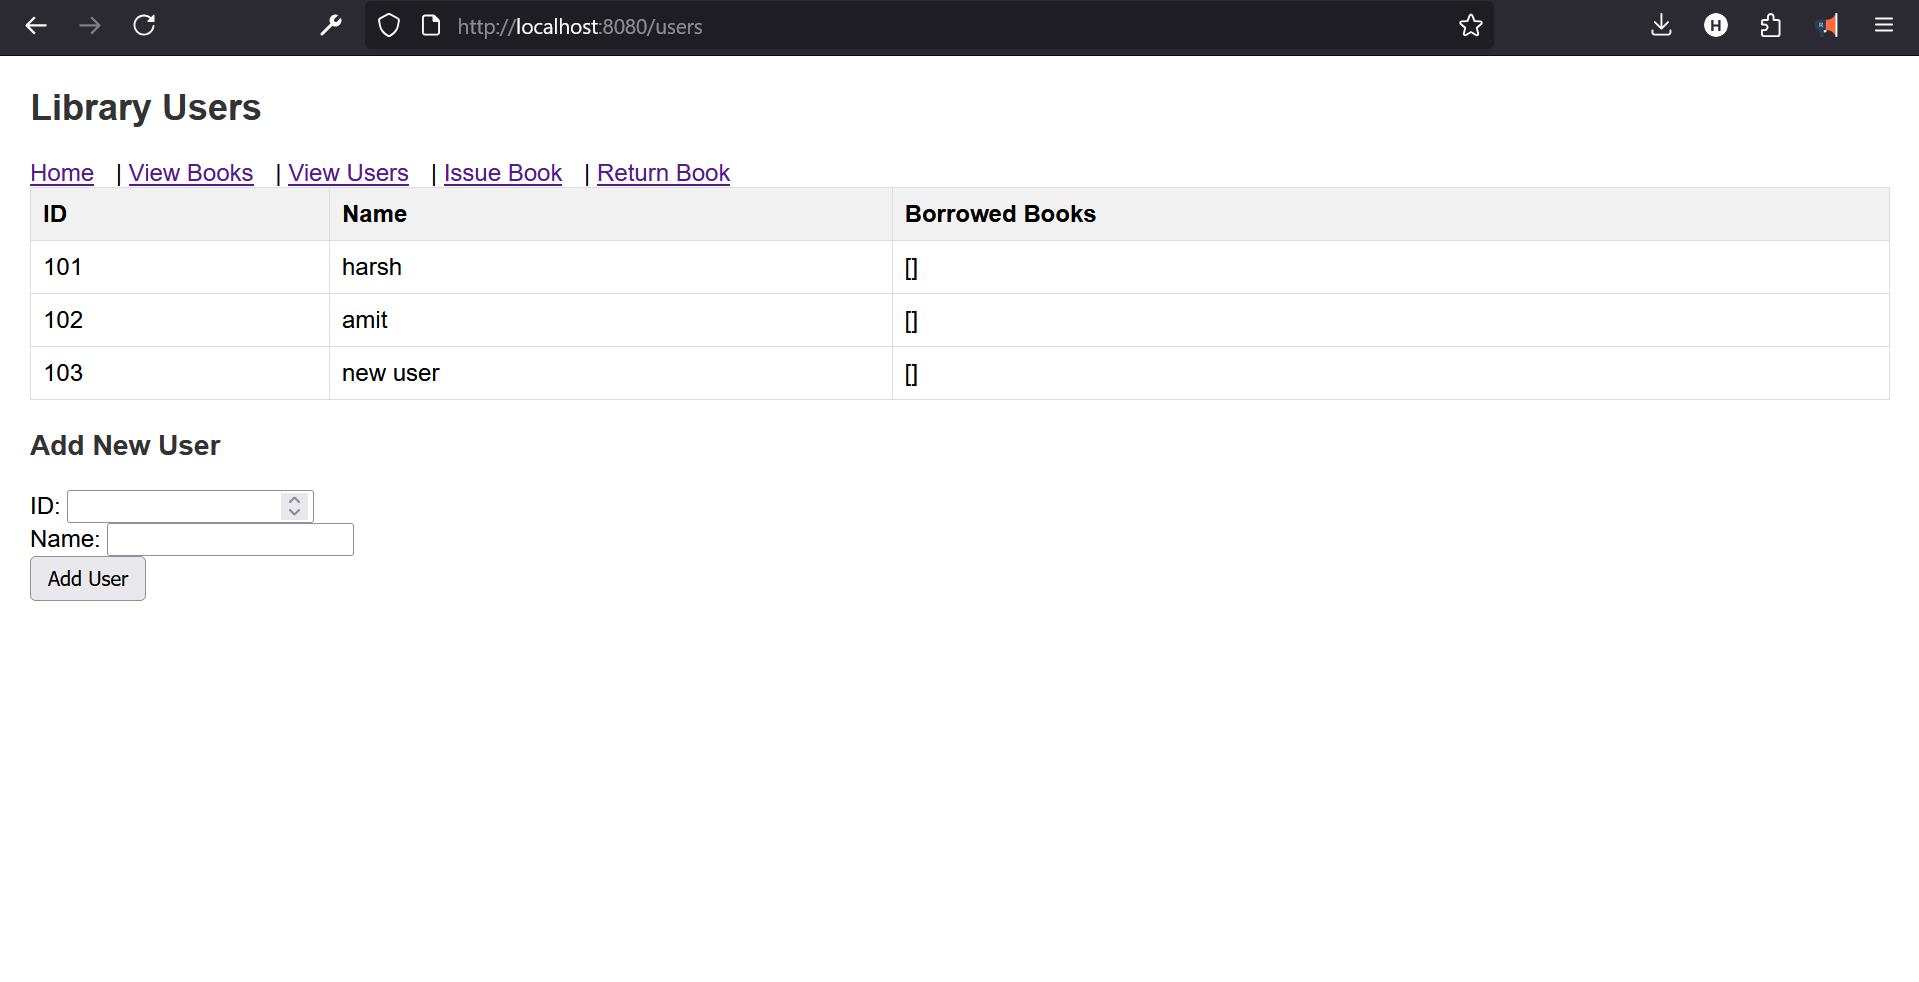 http://localhost:8080/users
H
Library Users
Home | View Books | View Users | Issue Book | Return Book
ID Name Borrowed Books
101 harsh []
102 amit []
103 new user []
Add New User
ID:
Name:
Add User